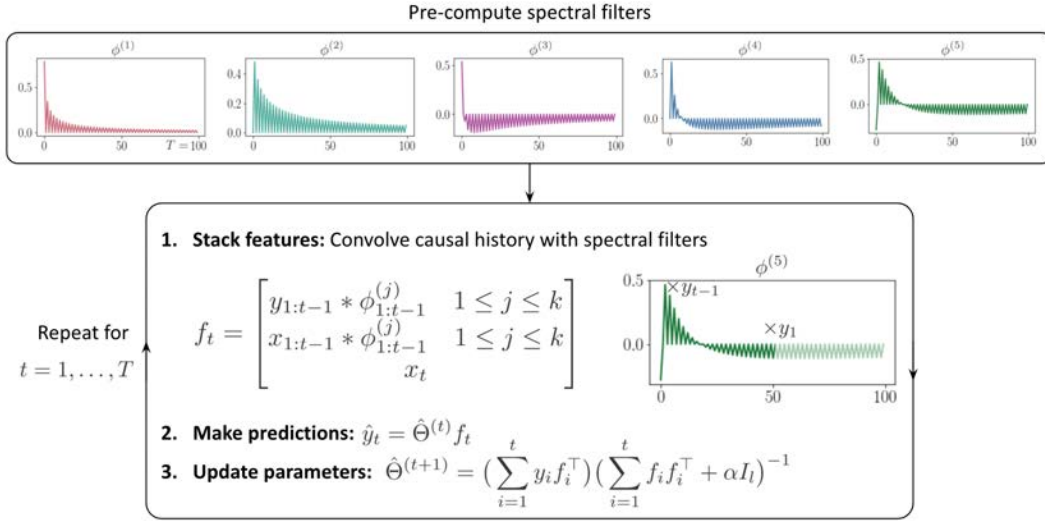 Pre-compute spectral filters
ϕ^{(1)} ϕ^{(2)} ϕ^{(3)} ϕ^{(4)} ϕ^{(5)}
0.5 0.4 0.5 0.5
0.2 0.0 0.0
0.0 0.0 0.0
0 50 T = 100 0 50 100 0 50 100 0 50 100 0 50 100
1. Stack features: Convolve causal history with spectral filters
ϕ^{(5)}
0.5 ×y_{t−1}
×y_1
0.0
0 50 100
f_t = [ y_{1:t−1} ∗ ϕ^{(j)}_{1:t−1} 1 ≤ j ≤ k
x_{1:t−1} ∗ ϕ^{(j)}_{1:t−1} 1 ≤ j ≤ k
x_t ]
Repeat for
t = 1, . . . , T
2. Make predictions: ŷ_t = Θ̂^{(t)} f_t
3. Update parameters: Θ̂^{(t+1)} = (∑_{i=1}^{t} y_i f_i^⊤)(∑_{i=1}^{t} f_i f_i^⊤ + αI_l)^{−1}